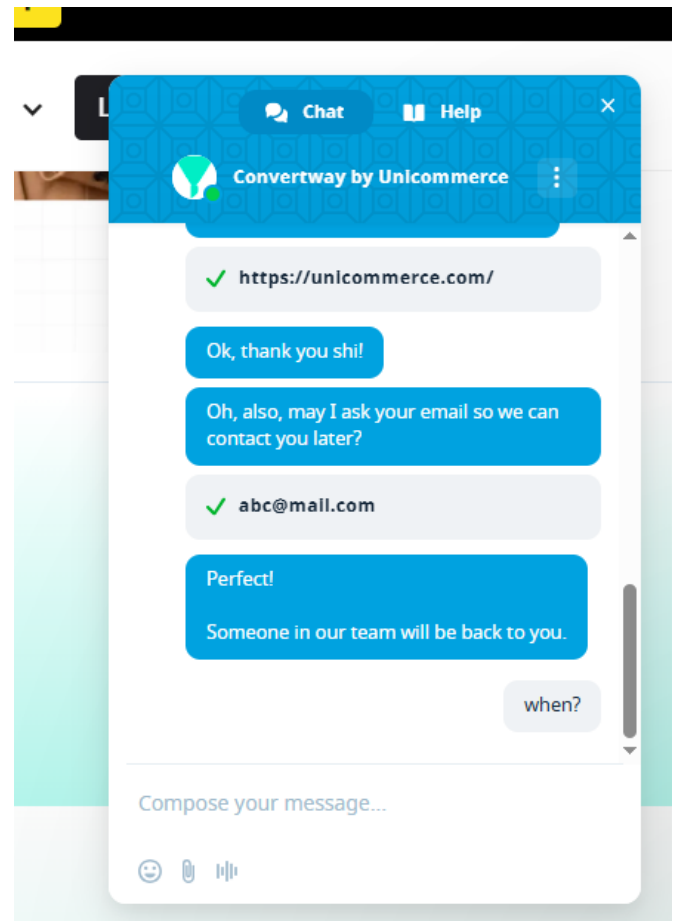 L
Chat
Help
Convertway by Unicommerce
https://unicommerce.com/
Ok, thank you shi!
Oh, also, may I ask your email so we can
contact you later?
abc@mail.com
Perfect!
Someone in our team will be back to you.
when?
Compose your message...